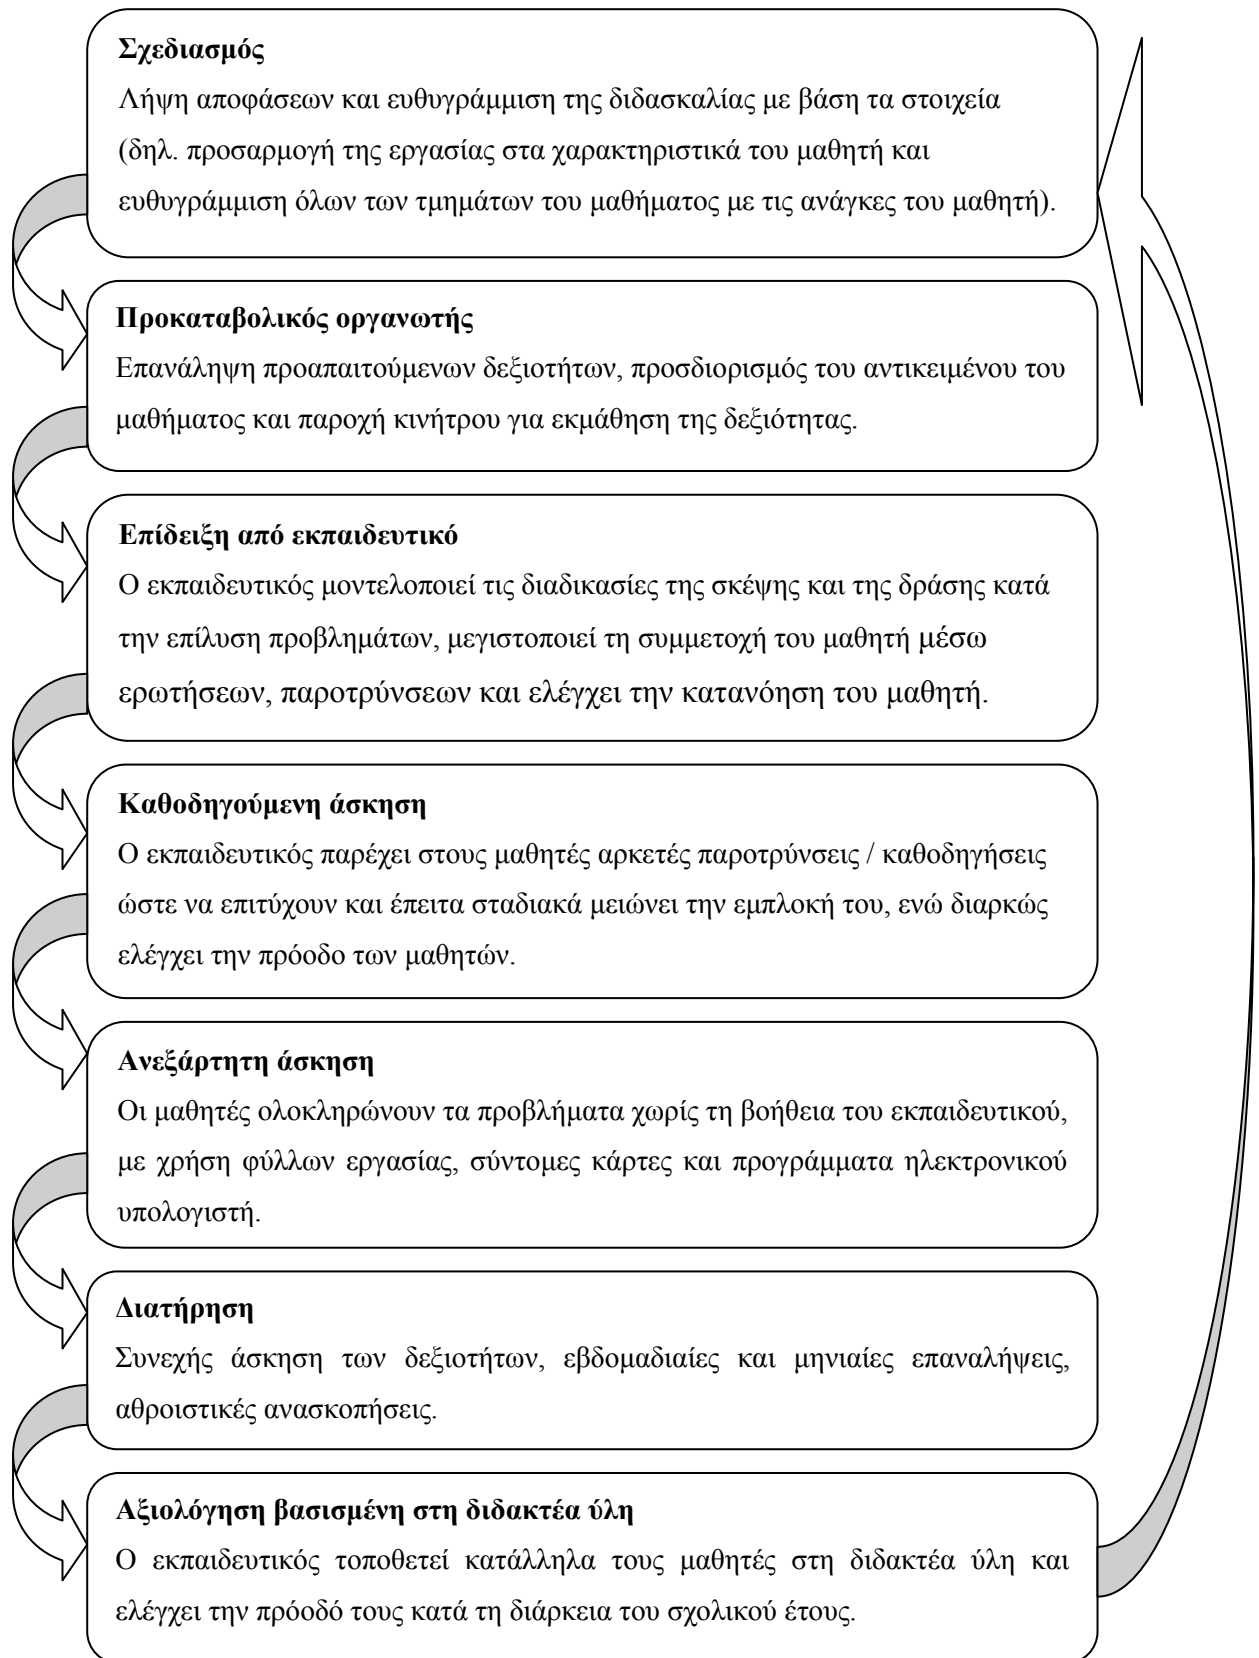 Σχεδιασμός
Λήψη αποφάσεων και ευθυγράμμιση της διδασκαλίας με βάση τα στοιχεία
(δηλ. προσαρμογή της εργασίας στα χαρακτηριστικά του μαθητή και
ευθυγράμμιση όλων των τμημάτων του μαθήματος με τις ανάγκες του μαθητή).
Προκαταβολικός οργανωτής
Επανάληψη προαπαιτούμενων δεξιοτήτων, προσδιορισμός του αντικειμένου του
μαθήματος και παροχή κινήτρου για εκμάθηση της δεξιότητας.
Επίδειξη από εκπαιδευτικό
Ο εκπαιδευτικός μοντελοποιεί τις διαδικασίες της σκέψης και της δράσης κατά
την επίλυση προβλημάτων, μεγιστοποιεί τη συμμετοχή του μαθητή μέσω
ερωτήσεων, παροτρύνσεων και ελέγχει την κατανόηση του μαθητή.
Καθοδηγούμενη άσκηση
Ο εκπαιδευτικός παρέχει στους μαθητές αρκετές παροτρύνσεις / καθοδηγήσεις
ώστε να επιτύχουν και έπειτα σταδιακά μειώνει την εμπλοκή του, ενώ διαρκώς
ελέγχει την πρόοδο των μαθητών.
Ανεξάρτητη άσκηση
Οι μαθητές ολοκληρώνουν τα προβλήματα χωρίς τη βοήθεια του εκπαιδευτικού,
με χρήση φύλλων εργασίας, σύντομες κάρτες και προγράμματα ηλεκτρονικού
υπολογιστή.
Διατήρηση
Συνεχής άσκηση των δεξιοτήτων, εβδομαδιαίες και μηνιαίες επαναλήψεις,
αθροιστικές ανασκοπήσεις.
Αξιολόγηση βασισμένη στη διδακτέα ύλη
Ο εκπαιδευτικός τοποθετεί κατάλληλα τους μαθητές στη διδακτέα ύλη και
ελέγχει την πρόοδό τους κατά τη διάρκεια του σχολικού έτους.